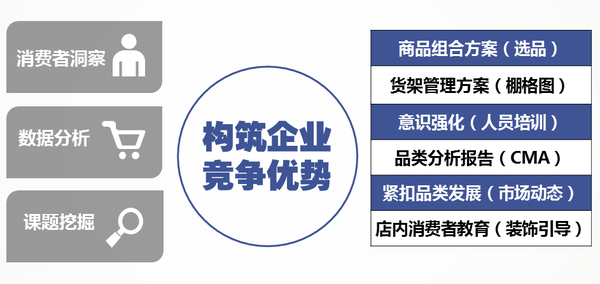 消费者洞察
数据分析
课题挖掘
构筑企业
竞争优势
商品组合方案（选品）
货架管理方案（棚格图）
意识强化（人员培训）
品类分析报告（CMA）
紧扣品类发展（市场动态）
店内消费者教育（装饰引导）